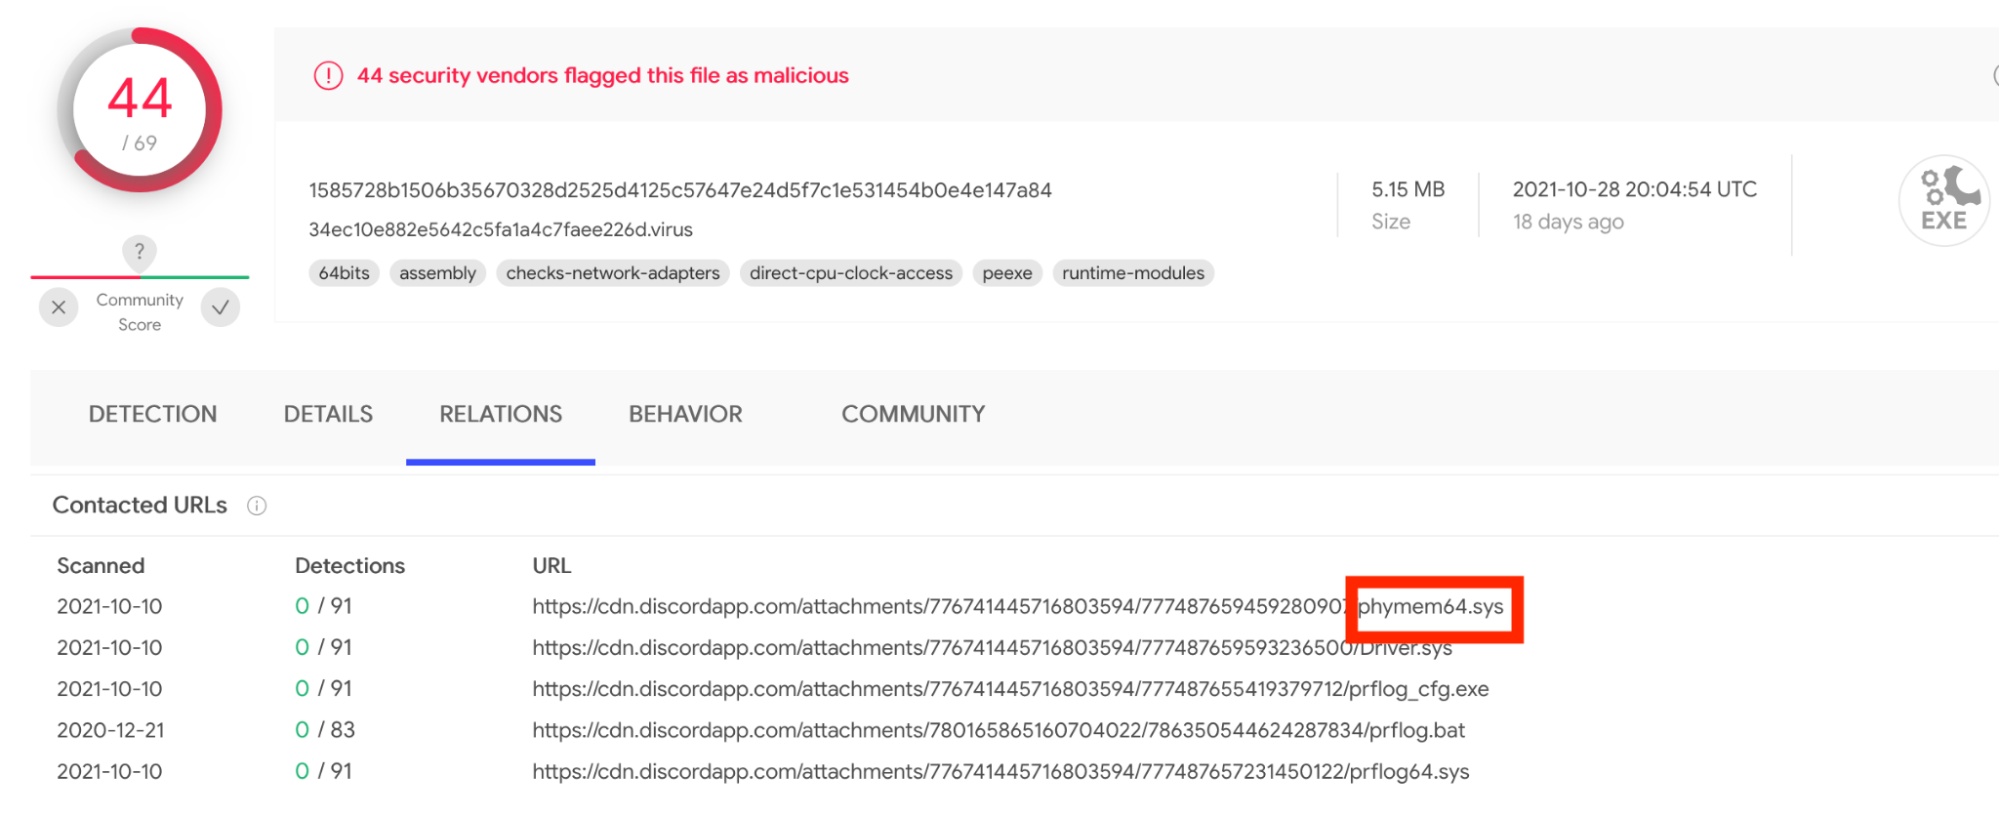 44
/ 69
44 security vendors flagged this file as malicious
1585728b1506b35670328d2525d4125c57647e24d5f7c1e531454b0e4e147a84
34ec10e882e5642c5fa1a4c7faee226d.virus
64bits assembly checks-network-adapters direct-cpu-clock-access peexe runtime-modules
5.15 MB
Size
2021-10-28 20:04:54 UTC
18 days ago
EXE
?
Community
Score
DETECTION DETAILS RELATIONS BEHAVIOR COMMUNITY
Contacted URLs
Scanned Detections URL
2021-10-10 0 / 91 https://cdn.discordapp.com/attachments/776741445716803594/777487659459280907/phymem64.sys
2021-10-10 0 / 91 https://cdn.discordapp.com/attachments/776741445716803594/777487659593236500/Driver.sys
2021-10-10 0 / 91 https://cdn.discordapp.com/attachments/776741445716803594/777487655419379712/prflog_cfg.exe
2020-12-21 0 / 83 https://cdn.discordapp.com/attachments/780165865160704022/786350544624287834/prflog.bat
2021-10-10 0 / 91 https://cdn.discordapp.com/attachments/776741445716803594/777487657231450122/prflog64.sys